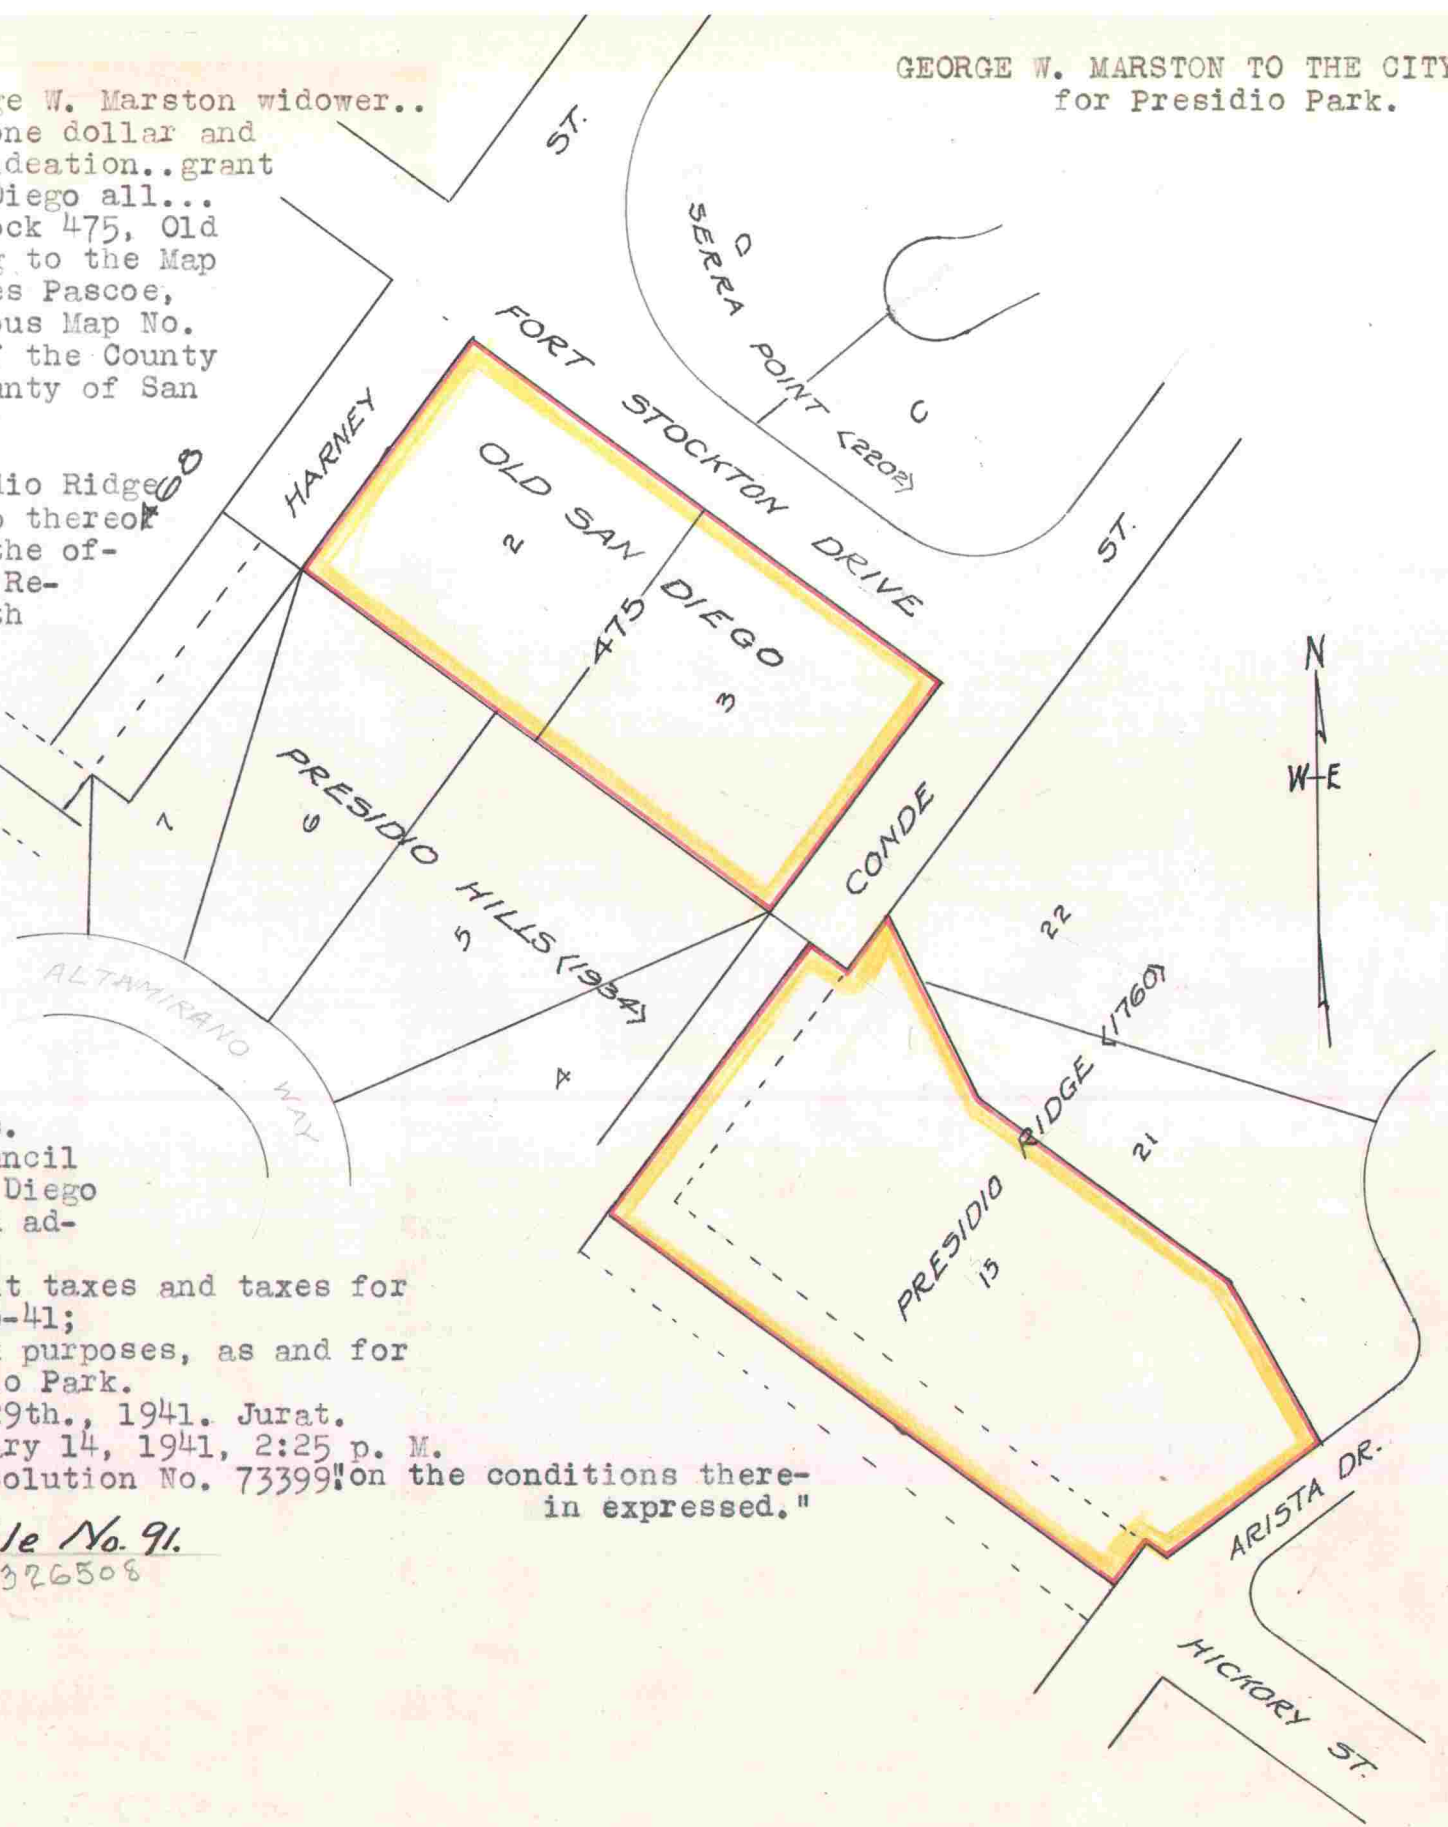 GEORGE W. MARSTON TO THE CITY
for Presidio Park.
ge W. Marston widower..
one dollar and
ideation..grant
Diego all...
ock 475, Old
g to the Map
es Pascoe,
ous Map No.
f the County
unty of San
dio Ridge
p thereof
the of-
Re-
th
ncil
Diego
ad-
t taxes and taxes for
-41;
purposes, as and for
o Park.
9th., 1941. Jurat.
ry 14, 1941, 2:25 p. M.
solution No. 73399"on the conditions there-
in expressed."
le No. 91.
326508
ST.
D
SERRA POINT (2202)
C
FORT STOCKTON DRIVE
HARNEY
468
OLD SAN DIEGO
2
475
3
ST.
CONDE
N
W E
PRESIDIO HILLS (1934)
7
6
5
4
ALTAMIRANO WAY
22
PRESIDIO RIDGE (1760)
21
15
ARISTA DR.
HICKORY ST.